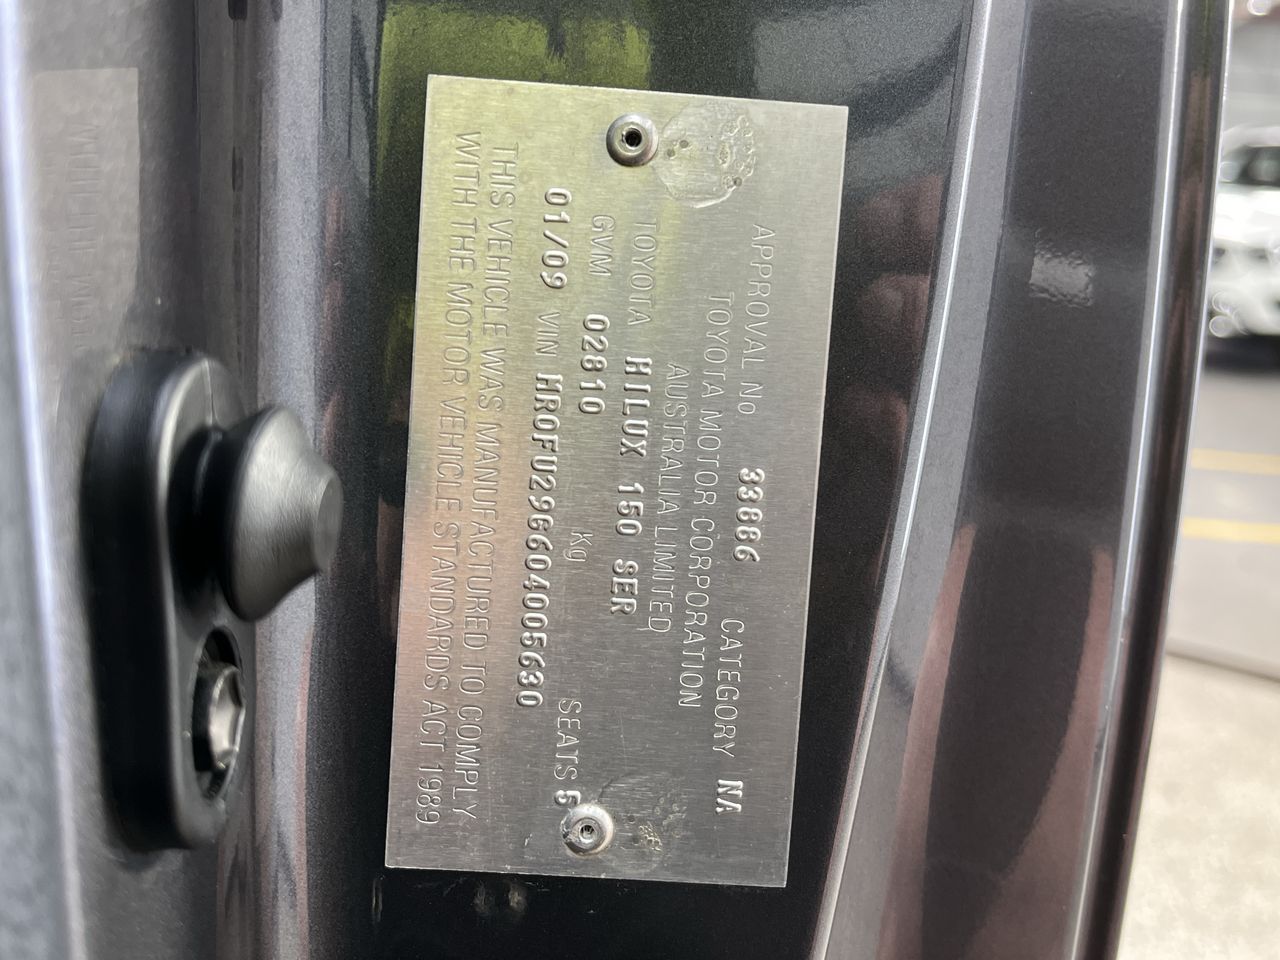 APPROVAL No 33886 CATEGORY NA
TOYOTA MOTOR CORPORATION
AUSTRALIA LIMITED
TOYOTA HILUX 150 SER
GVM 02810 Kg SEATS 5
01/09 VIN MR0FU29G604005630
THIS VEHICLE WAS MANUFACTURED TO COMPLY
WITH THE MOTOR VEHICLE STANDARDS ACT 1989